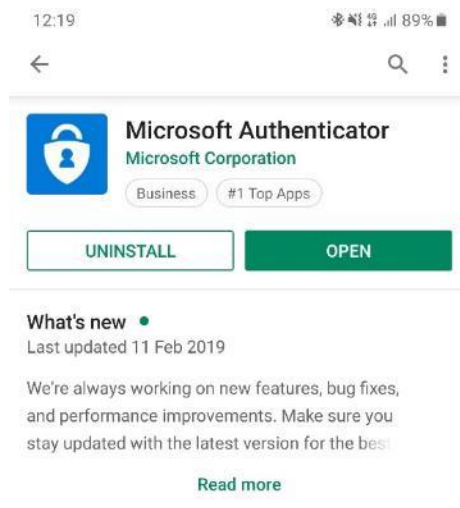 12:19 89%
Microsoft Authenticator
Microsoft Corporation
Business #1 Top Apps
UNINSTALL OPEN
What's new
Last updated 11 Feb 2019
We're always working on new features, bug fixes,
and performance improvements. Make sure you
stay updated with the latest version for the best
Read more